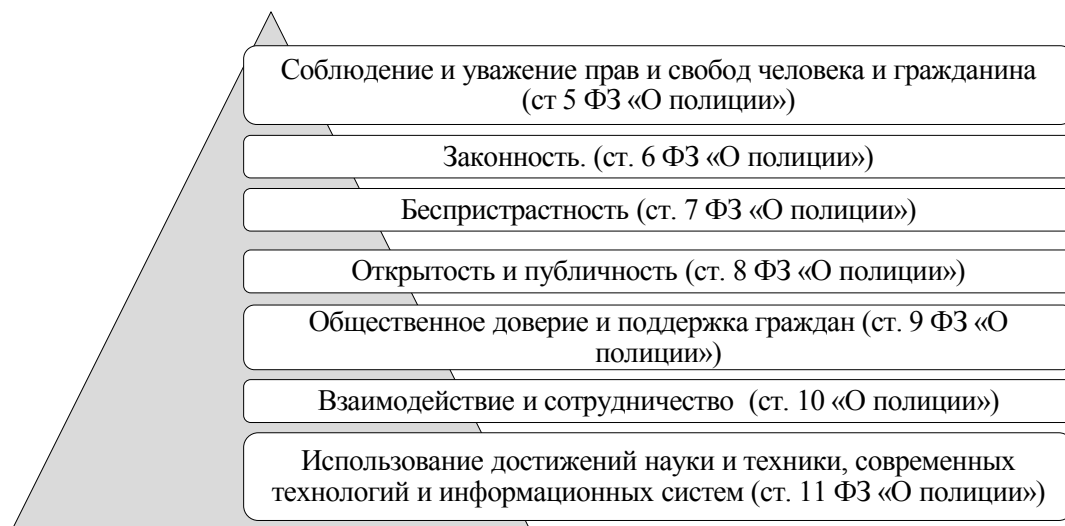 Соблюдение и уважение прав и свобод человека и гражданина
(ст 5 ФЗ «О полиции»)
Законность. (ст. 6 ФЗ «О полиции»)
Беспристрастность (ст. 7 ФЗ «О полиции»)
Открытость и публичность (ст. 8 ФЗ «О полиции»)
Общественное доверие и поддержка граждан (ст. 9 ФЗ «О
полиции»)
Взаимодействие и сотрудничество (ст. 10 «О полиции»)
Использование достижений науки и техники, современных
технологий и информационных систем (ст. 11 ФЗ «О полиции»)